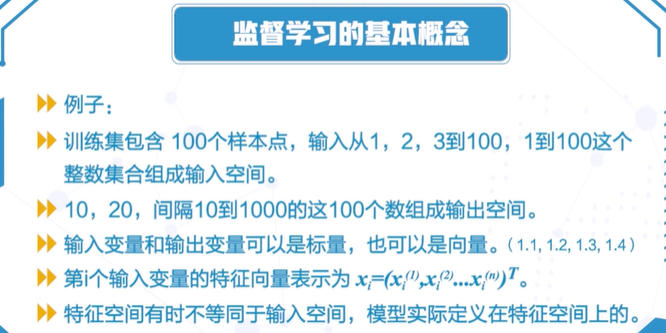 监督学习的基本概念
例子：
训练集包含 100个样本点，输入从1，2，3到100，1到100这个
整数集合组成输入空间。
10，20，间隔10到1000的这100个数组成输出空间。
输入变量和输出变量可以是标量，也可以是向量。（1.1, 1.2, 1.3, 1.4）
第i个输入变量的特征向量表示为 xᵢ=(xᵢ⁽¹⁾,xᵢ⁽²⁾...xᵢ⁽ⁿ⁾)ᵀ。
特征空间有时不等同于输入空间，模型实际定义在特征空间上的。